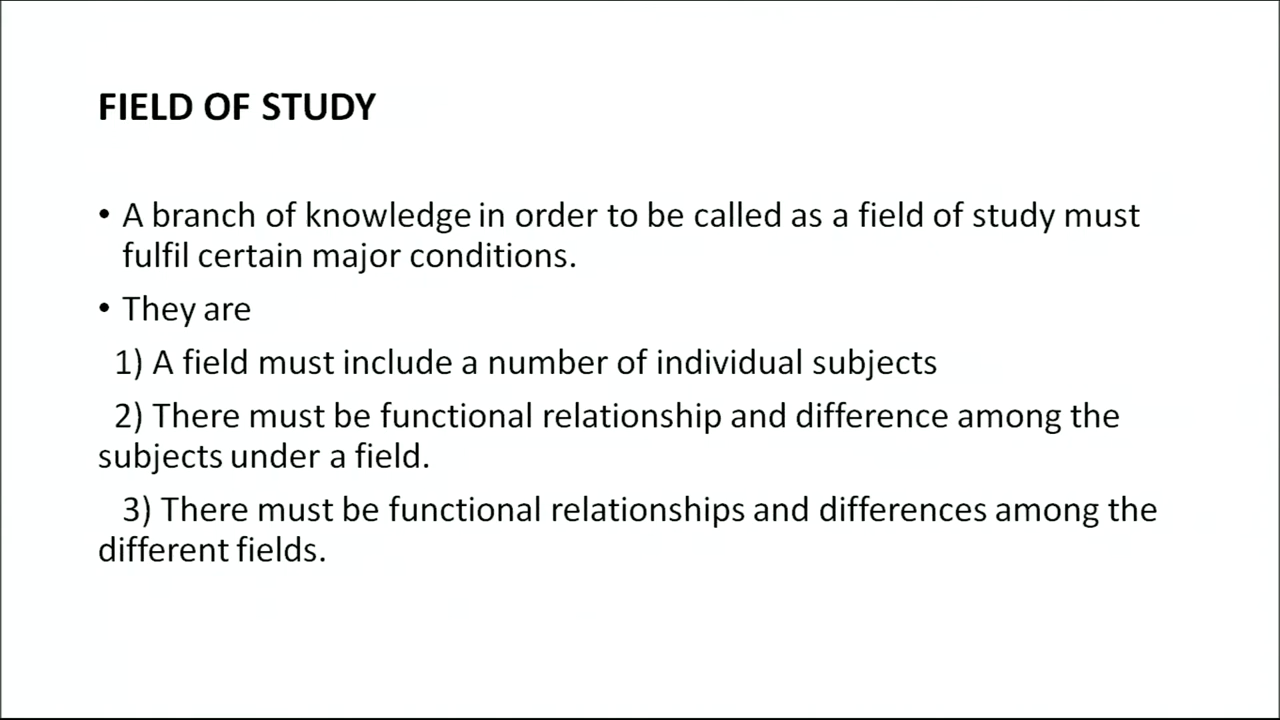 FIELD OF STUDY
• A branch of knowledge in order to be called as a field of study must
fulfil certain major conditions.
• They are
1) A field must include a number of individual subjects
2) There must be functional relationship and difference among the
subjects under a field.
3) There must be functional relationships and differences among the
different fields.